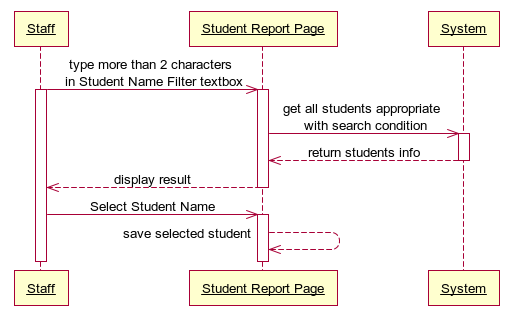 Staff
Student Report Page
System
type more than 2 characters
in Student Name Filter textbox
get all students appropriate
with search condition
return students info
display result
Select Student Name
save selected student
Staff
Student Report Page
System